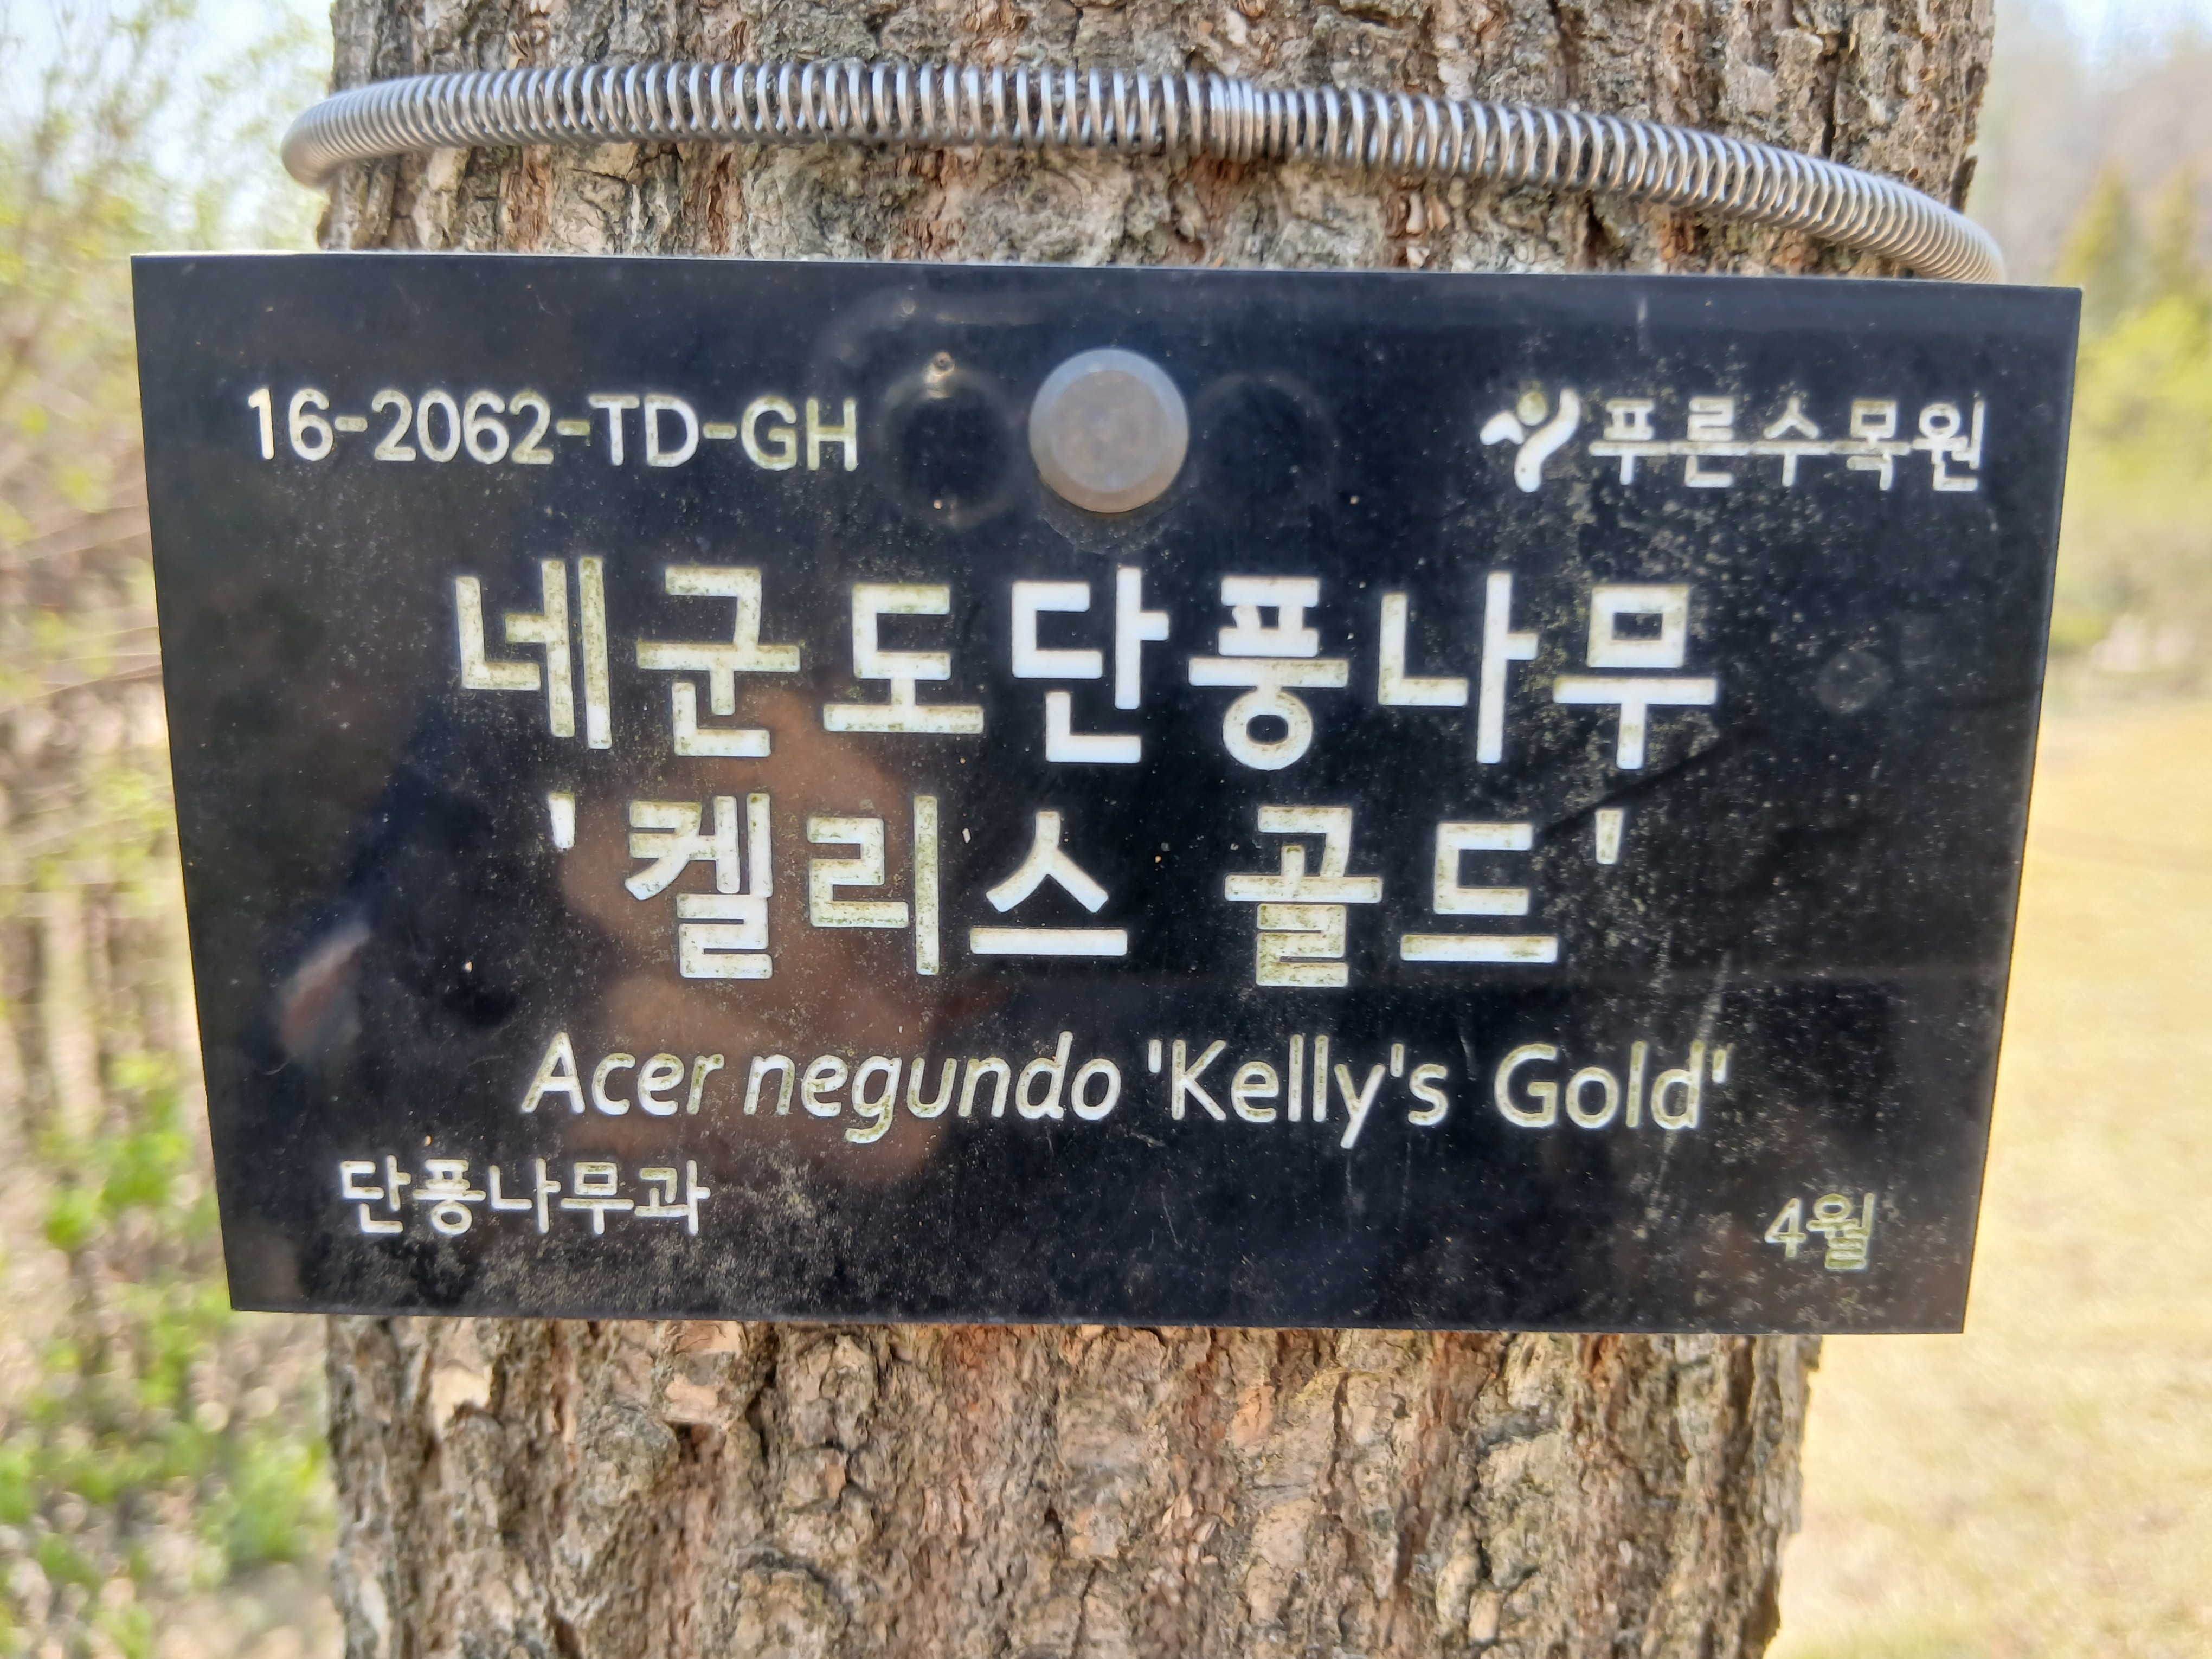 16-2062-TD-GH
푸른수목원
네군도단풍나무
'켈리스 골드'
Acer negundo 'Kelly's Gold'
단풍나무과
4월